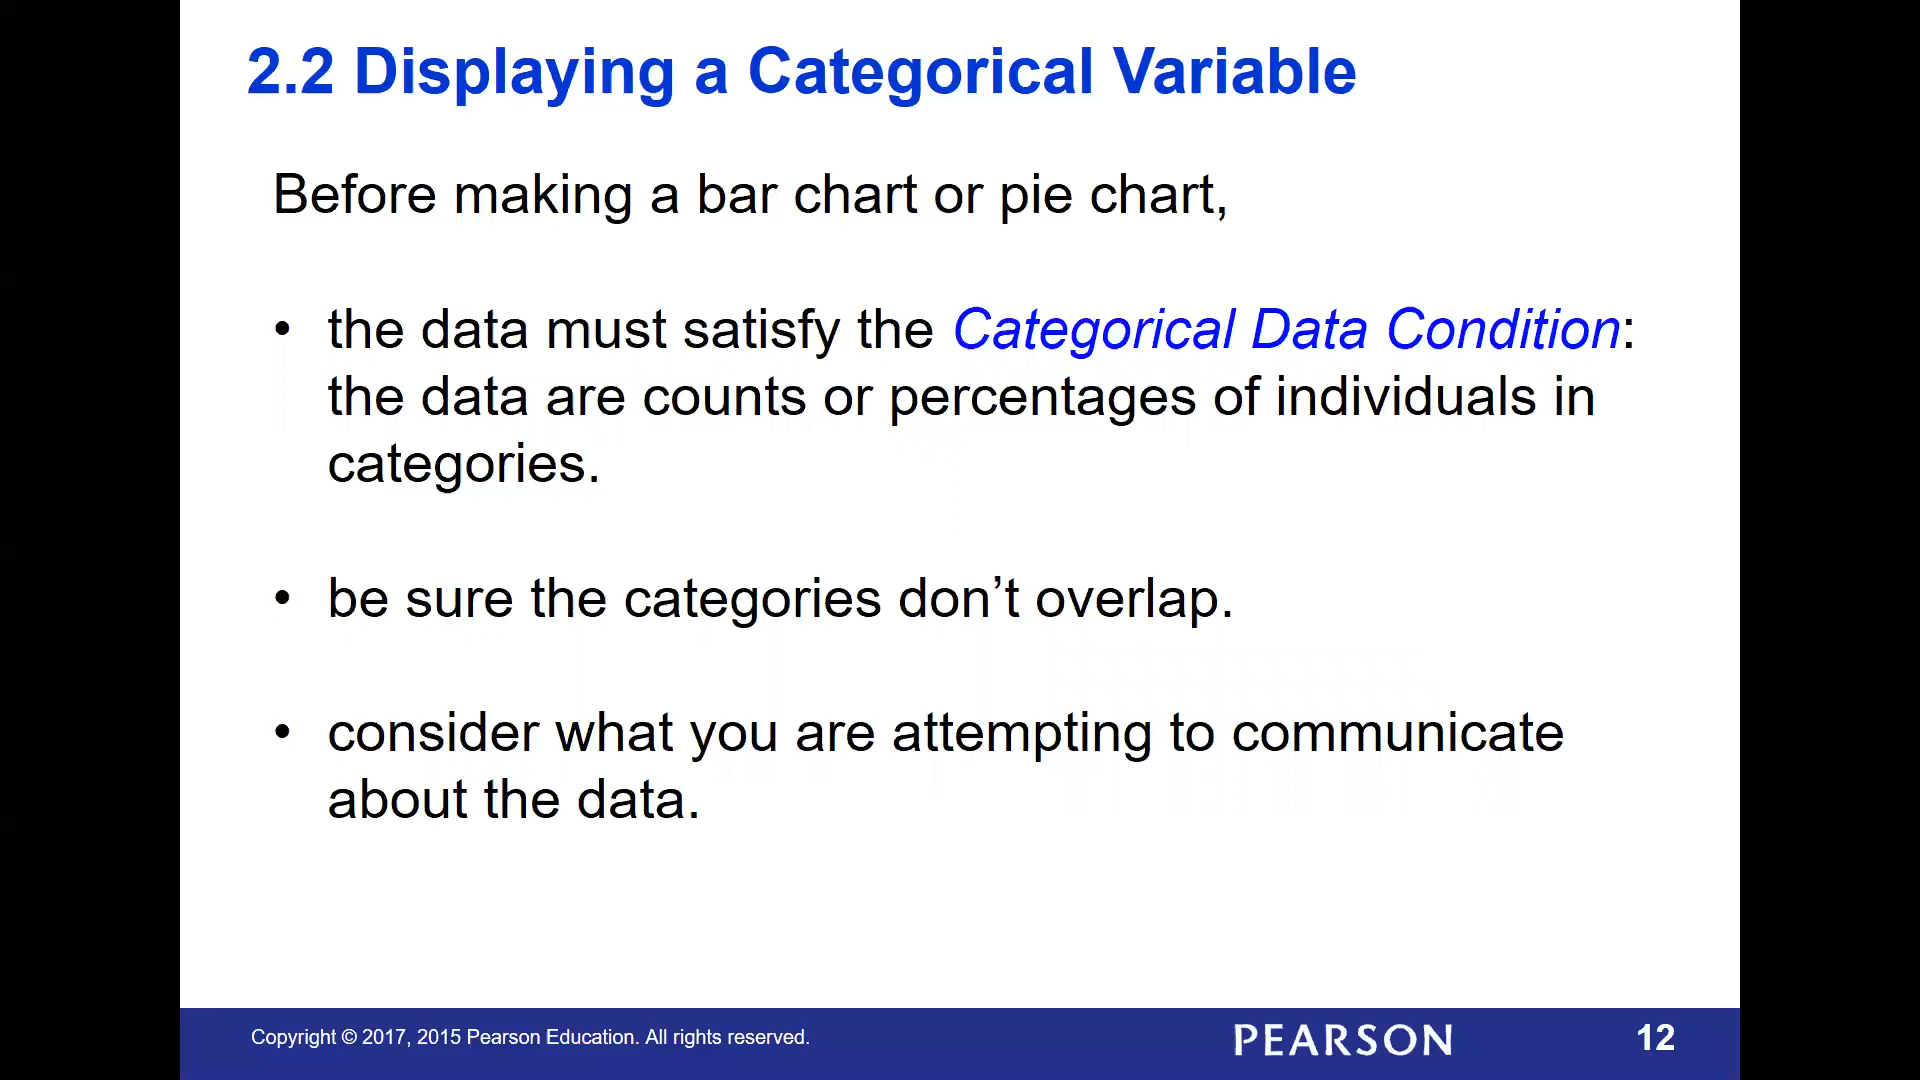 2.2 Displaying a Categorical Variable
Before making a bar chart or pie chart,
• the data must satisfy the Categorical Data Condition:
the data are counts or percentages of individuals in
categories.
• be sure the categories don’t overlap.
• consider what you are attempting to communicate
about the data.
Copyright © 2017, 2015 Pearson Education. All rights reserved.
PEARSON
12